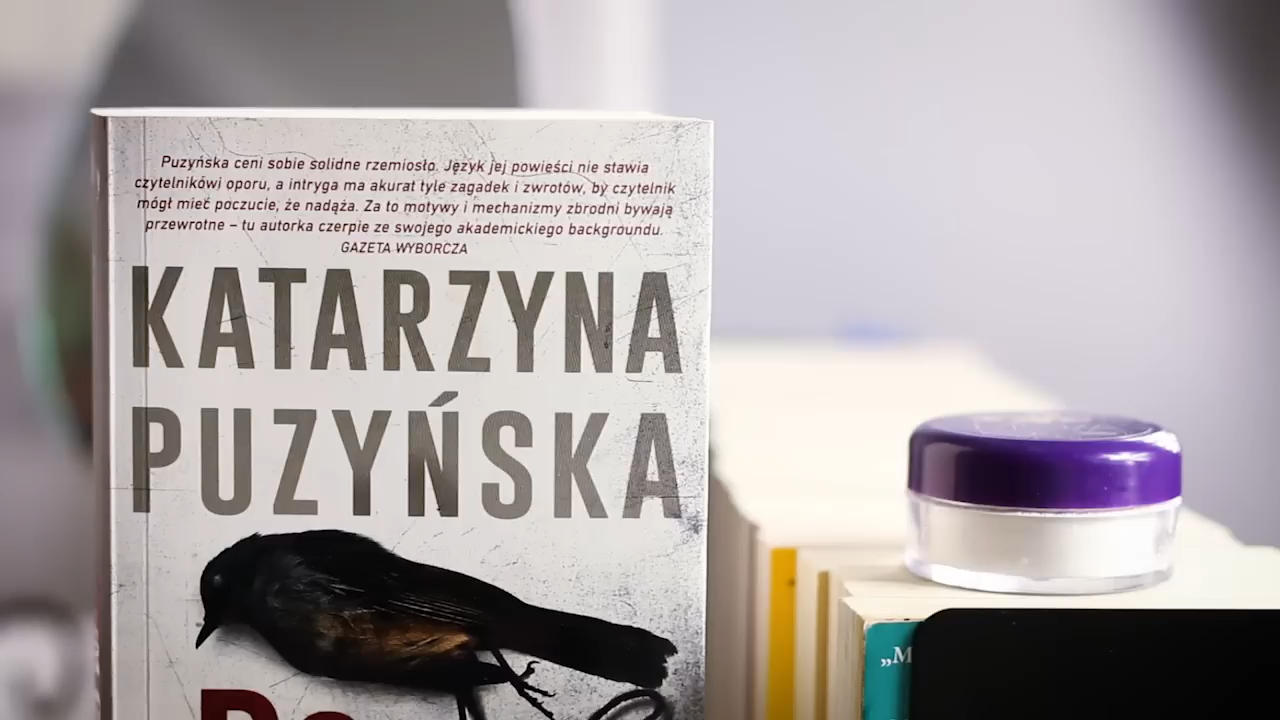 Puzyńska ceni sobie solidne rzemiosło. Język jej powieści nie stawia
czytelnikowi oporu, a intryga ma akurat tyle zagadek i zwrotów, by czytelnik
mógł mieć poczucie, że nadąża. Za to motywy i mechanizmy zbrodni bywają
przewrotne – tu autorka czerpie ze swojego akademickiego backgroundu.
GAZETA WYBORCZA
KATARZYNA
PUZYŃSKA
„M